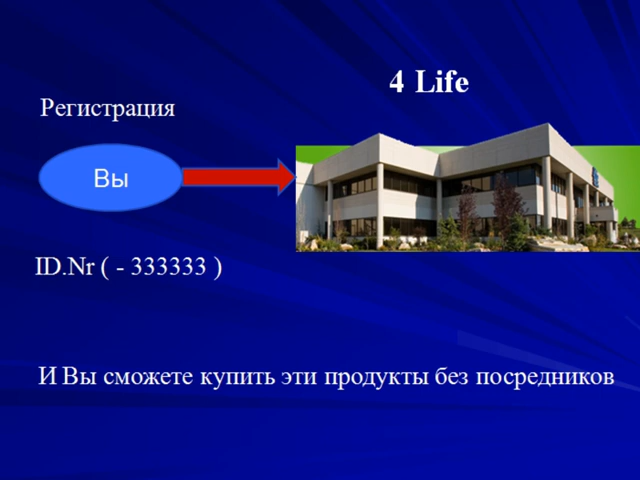 4 Life
Регистрация
Вы
ID.Nr ( - 333333 )
И Вы сможете купить эти продукты без посредников